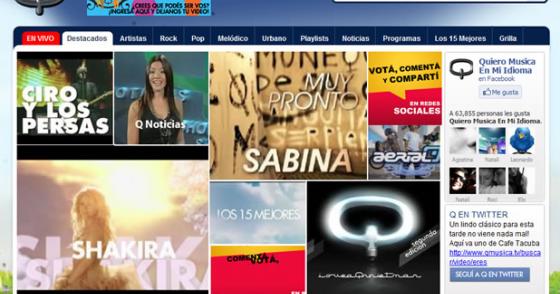 ¿CREES QUE PODÉS SER VOS?
¡INGRESÁ AQUÍ Y DEJANOS TU VIDEO!
EN VIVO
Destacados
Artistas
Rock
Pop
Melódico
Urbano
Playlists
Noticias
Programas
Los 15 Mejores
Grilla
CIRO
Y LOS
PERSAS
Q Noticias
MUY
PRONTO
SABINA
VOTÁ, COMENTÁ
Y COMPARTÍ
EN REDES
SOCIALES
AERIAL
Quiero Musica
En Mi Idioma
en Facebook
Me gusta
A 63,855 personas les gusta
Quiero Musica En Mi Idioma.
Agostina
Natali
Leonardo
Natali
Roci
Elis
SHAKIRA
LOS 15 MEJORES
COMENTÁ,
VOTÁ,
segunda
edición
Q EN TWITTER
Un lindo clásico para esta
tarde no viene nada mal!
Aquí va uno de Cafe Tacuba
http://www.qmusica.tv/busca
r/video/eres
SEGUÍ A Q EN TWITTER